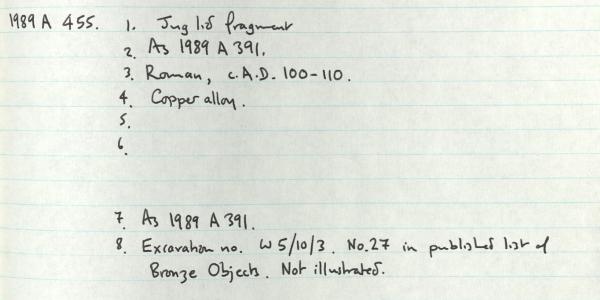 1989 A 455. 1. Jug lid fragment
2. As 1989 A 391.
3. Roman, c. A.D. 100-110.
4. Copper alloy.
5.
6.
7. As 1989 A 391.
8. Excavation no. W 5/10/3. No. 27 in published list of
Bronze Objects. Not illustrated.